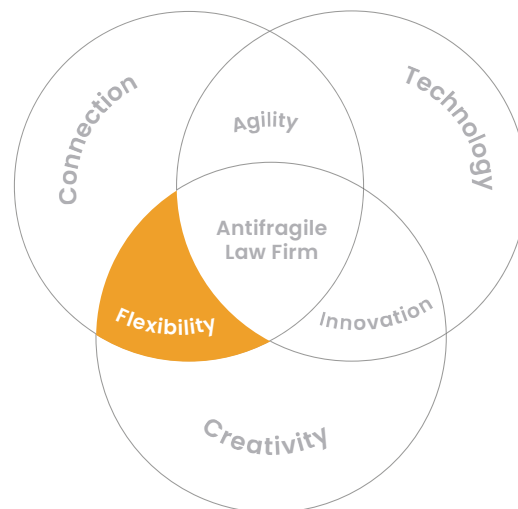 Connection
Technology
Agility
Antifragile
Law Firm
Flexibility
Innovation
Creativity